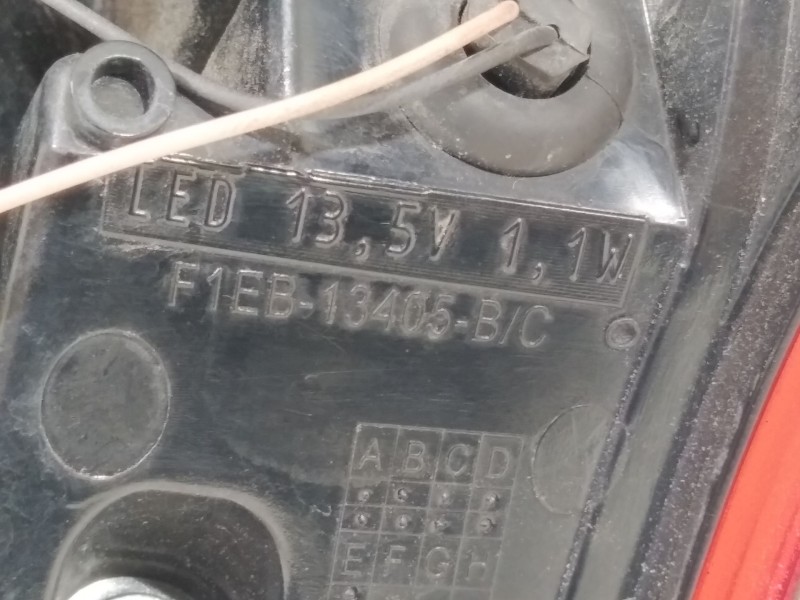 LED 13,5V 1,1W
F1EB-13405-B/C
A B C D
E F G H